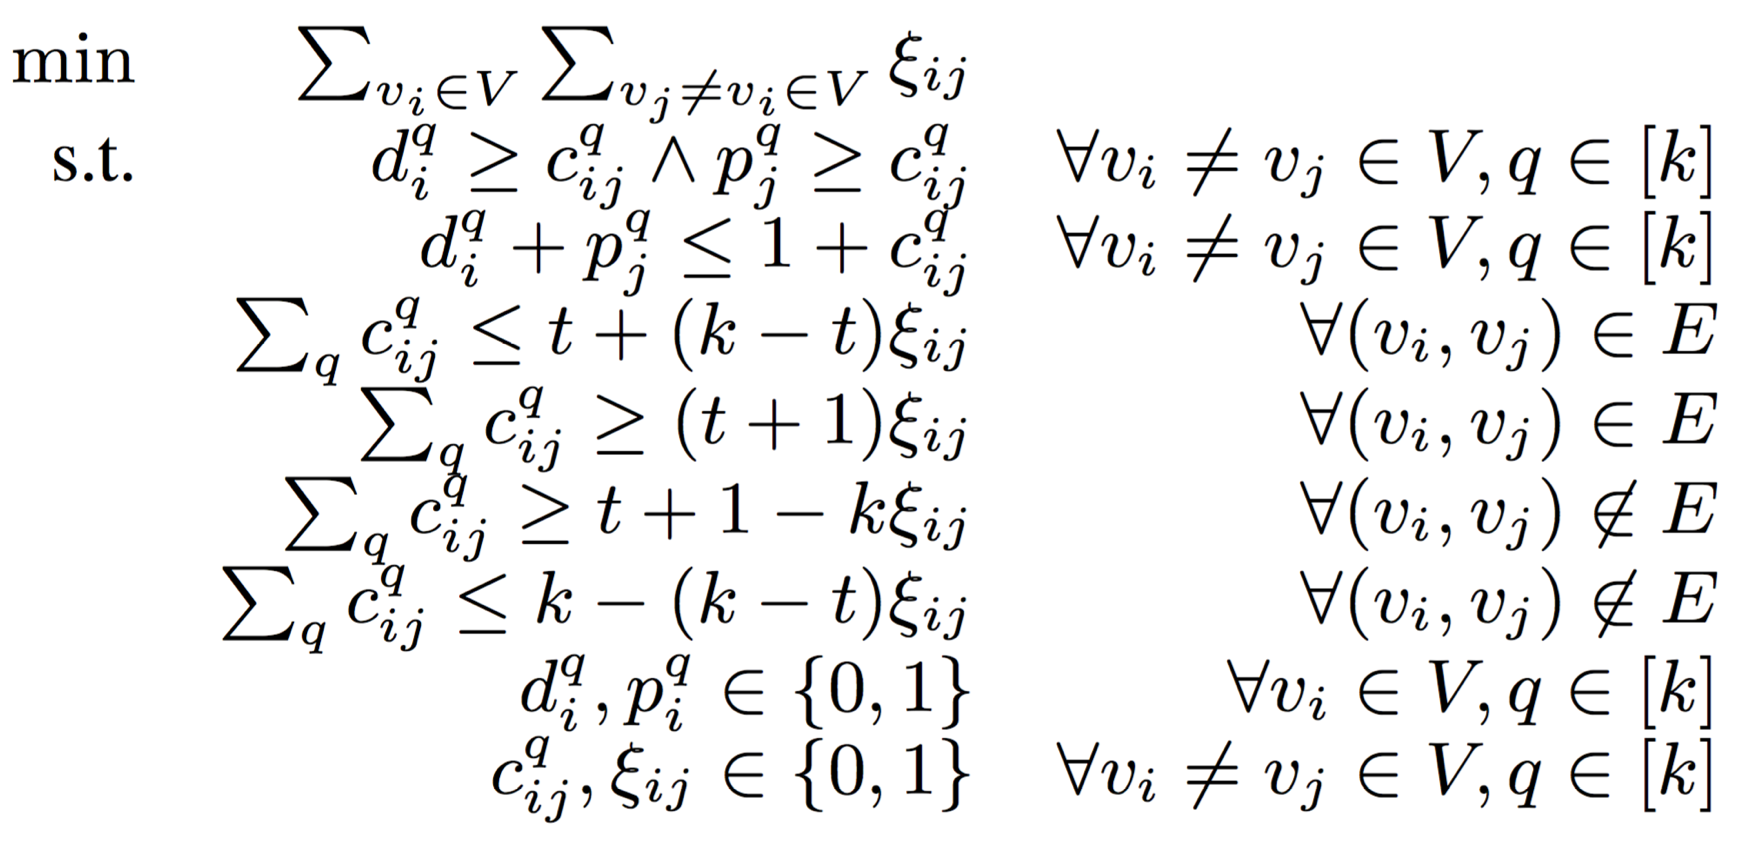 min ∑_{v_i∈V} ∑_{v_j≠v_i∈V} ξ_{ij}
s.t. d_i^q ≥ c_{ij}^q ∧ p_j^q ≥ c_{ij}^q ∀v_i ≠ v_j ∈ V, q ∈ [k]
d_i^q + p_j^q ≤ 1 + c_{ij}^q ∀v_i ≠ v_j ∈ V, q ∈ [k]
∑_q c_{ij}^q ≤ t + (k − t)ξ_{ij} ∀(v_i, v_j) ∈ E
∑_q c_{ij}^q ≥ (t + 1)ξ_{ij} ∀(v_i, v_j) ∈ E
∑_q c_{ij}^q ≥ t + 1 − kξ_{ij} ∀(v_i, v_j) ∉ E
∑_q c_{ij}^q ≤ k − (k − t)ξ_{ij} ∀(v_i, v_j) ∉ E
d_i^q, p_i^q ∈ {0, 1} ∀v_i ∈ V, q ∈ [k]
c_{ij}^q, ξ_{ij} ∈ {0, 1} ∀v_i ≠ v_j ∈ V, q ∈ [k]